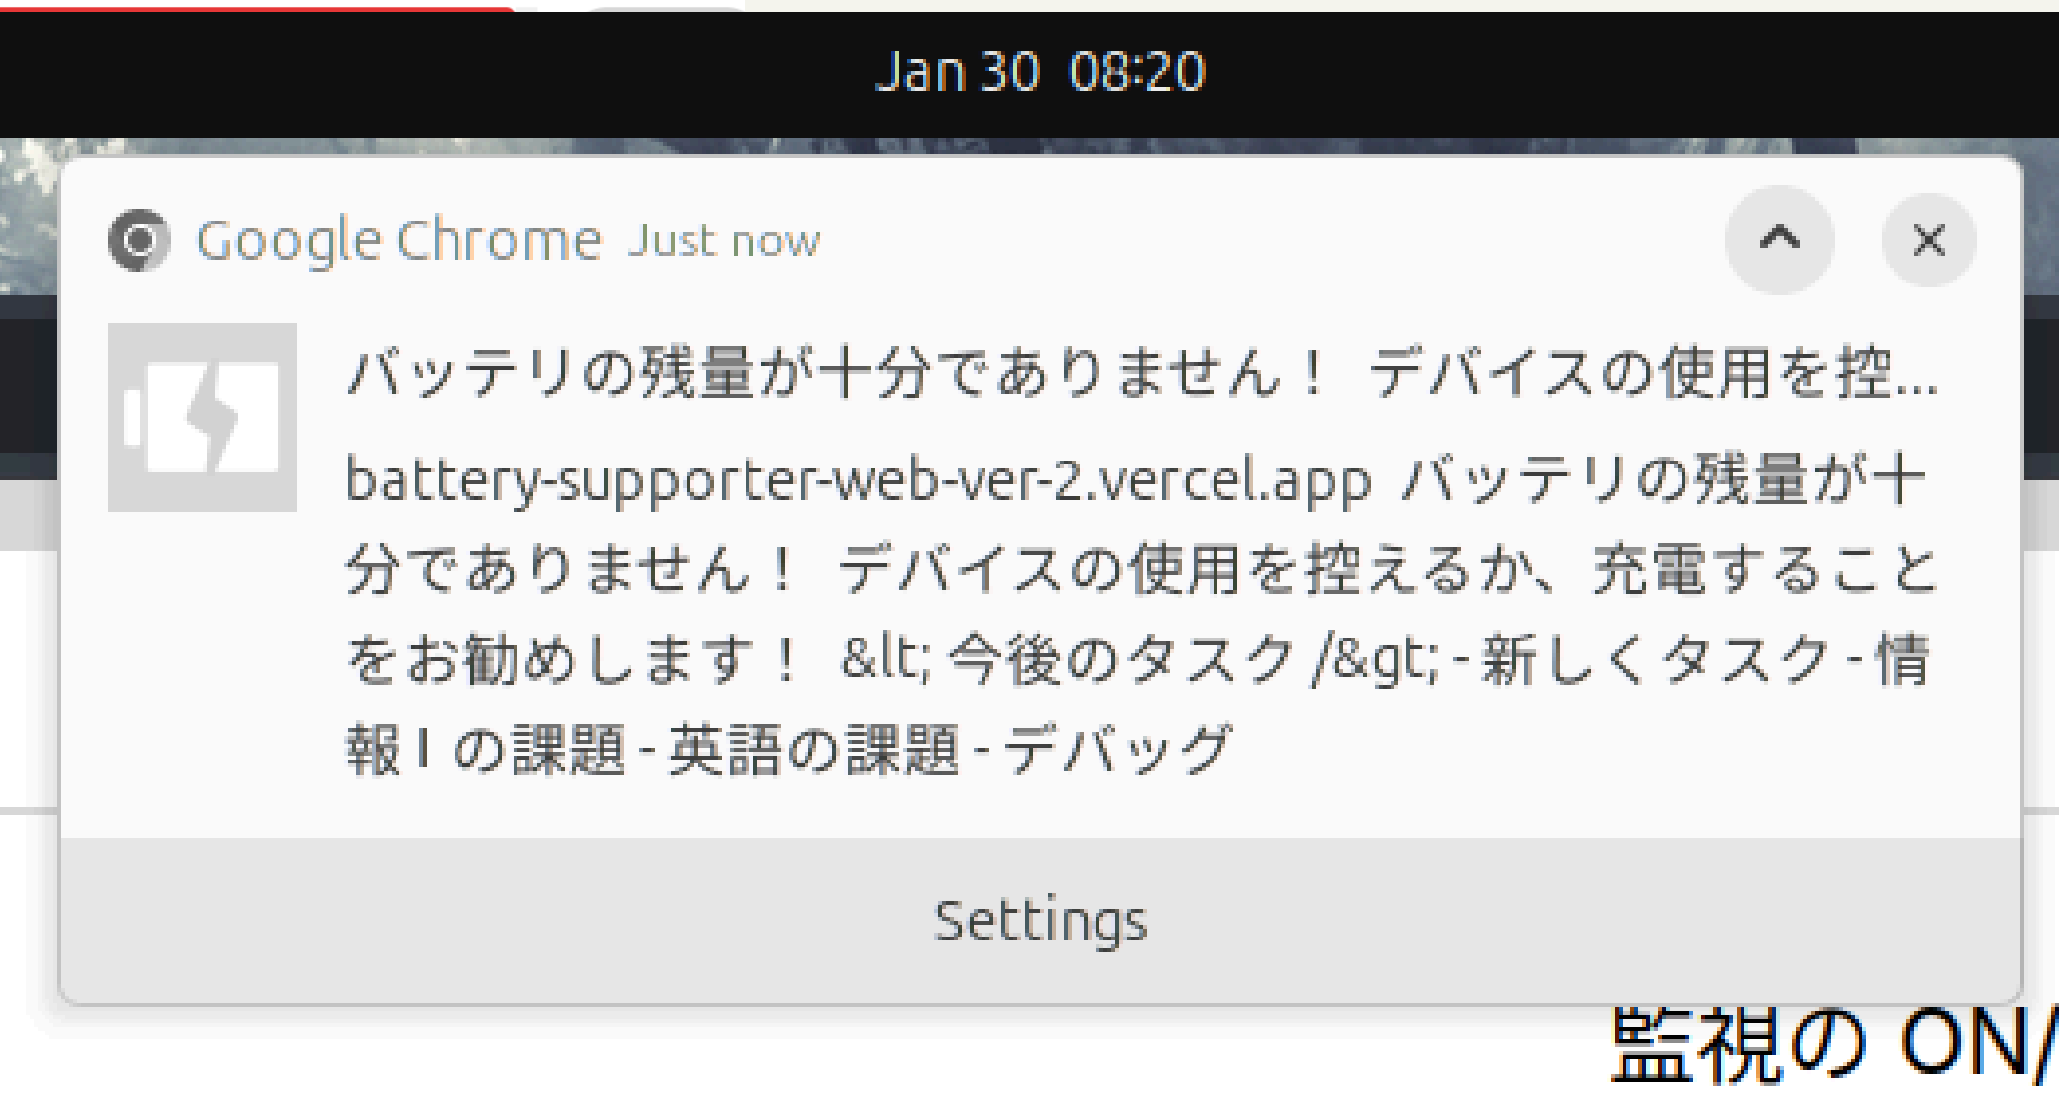 Jan 30 08:20
Google Chrome Just now
バッテリの残量が十分でありません！ デバイスの使用を控...
battery-supporter-web-ver-2.vercel.app バッテリの残量が十
分でありません！ デバイスの使用を控えるか、充電すること
をお勧めします！ &lt; 今後のタスク /&gt; - 新しくタスク - 情
報 I の課題 - 英語の課題 - デバッグ
Settings
監視の ON/